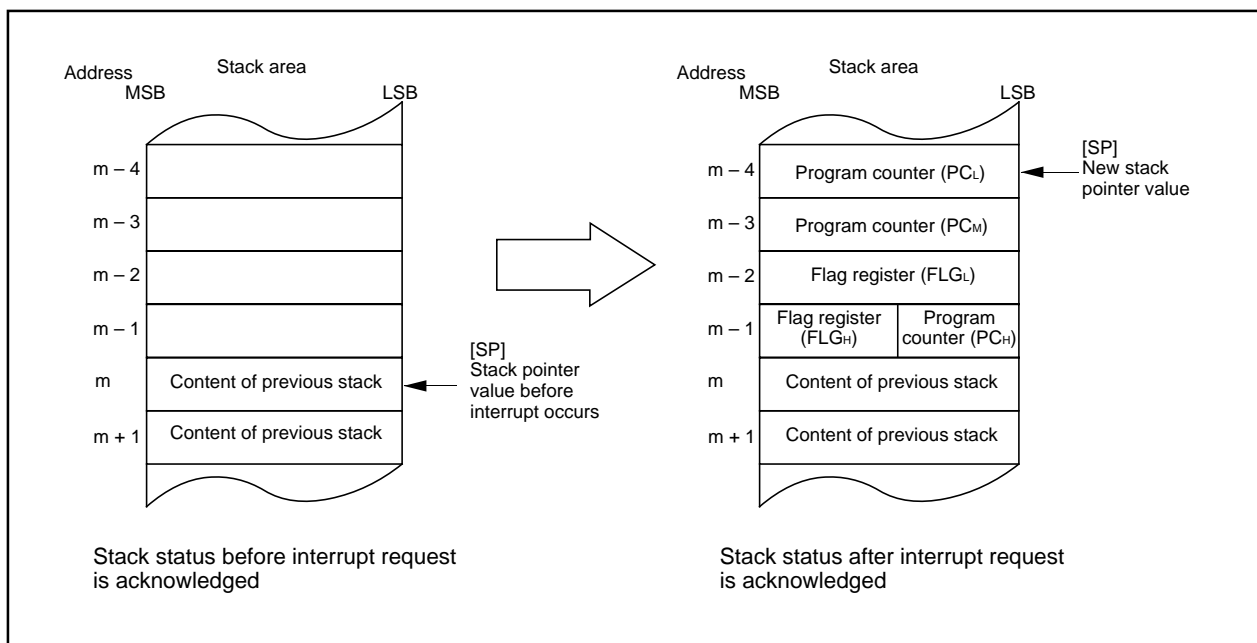 Address
Stack area
MSB
LSB
m – 4
m – 3
m – 2
m – 1
m
Content of previous stack
m + 1
Content of previous stack
[SP]
Stack pointer
value before
interrupt occurs
Stack status before interrupt request
is acknowledged
Address
Stack area
MSB
LSB
m – 4
Program counter (PCL)
m – 3
Program counter (PCM)
m – 2
Flag register (FLGL)
m – 1
Flag register
(FLGH)
Program
counter (PCH)
m
Content of previous stack
m + 1
Content of previous stack
[SP]
New stack
pointer value
Stack status after interrupt request
is acknowledged